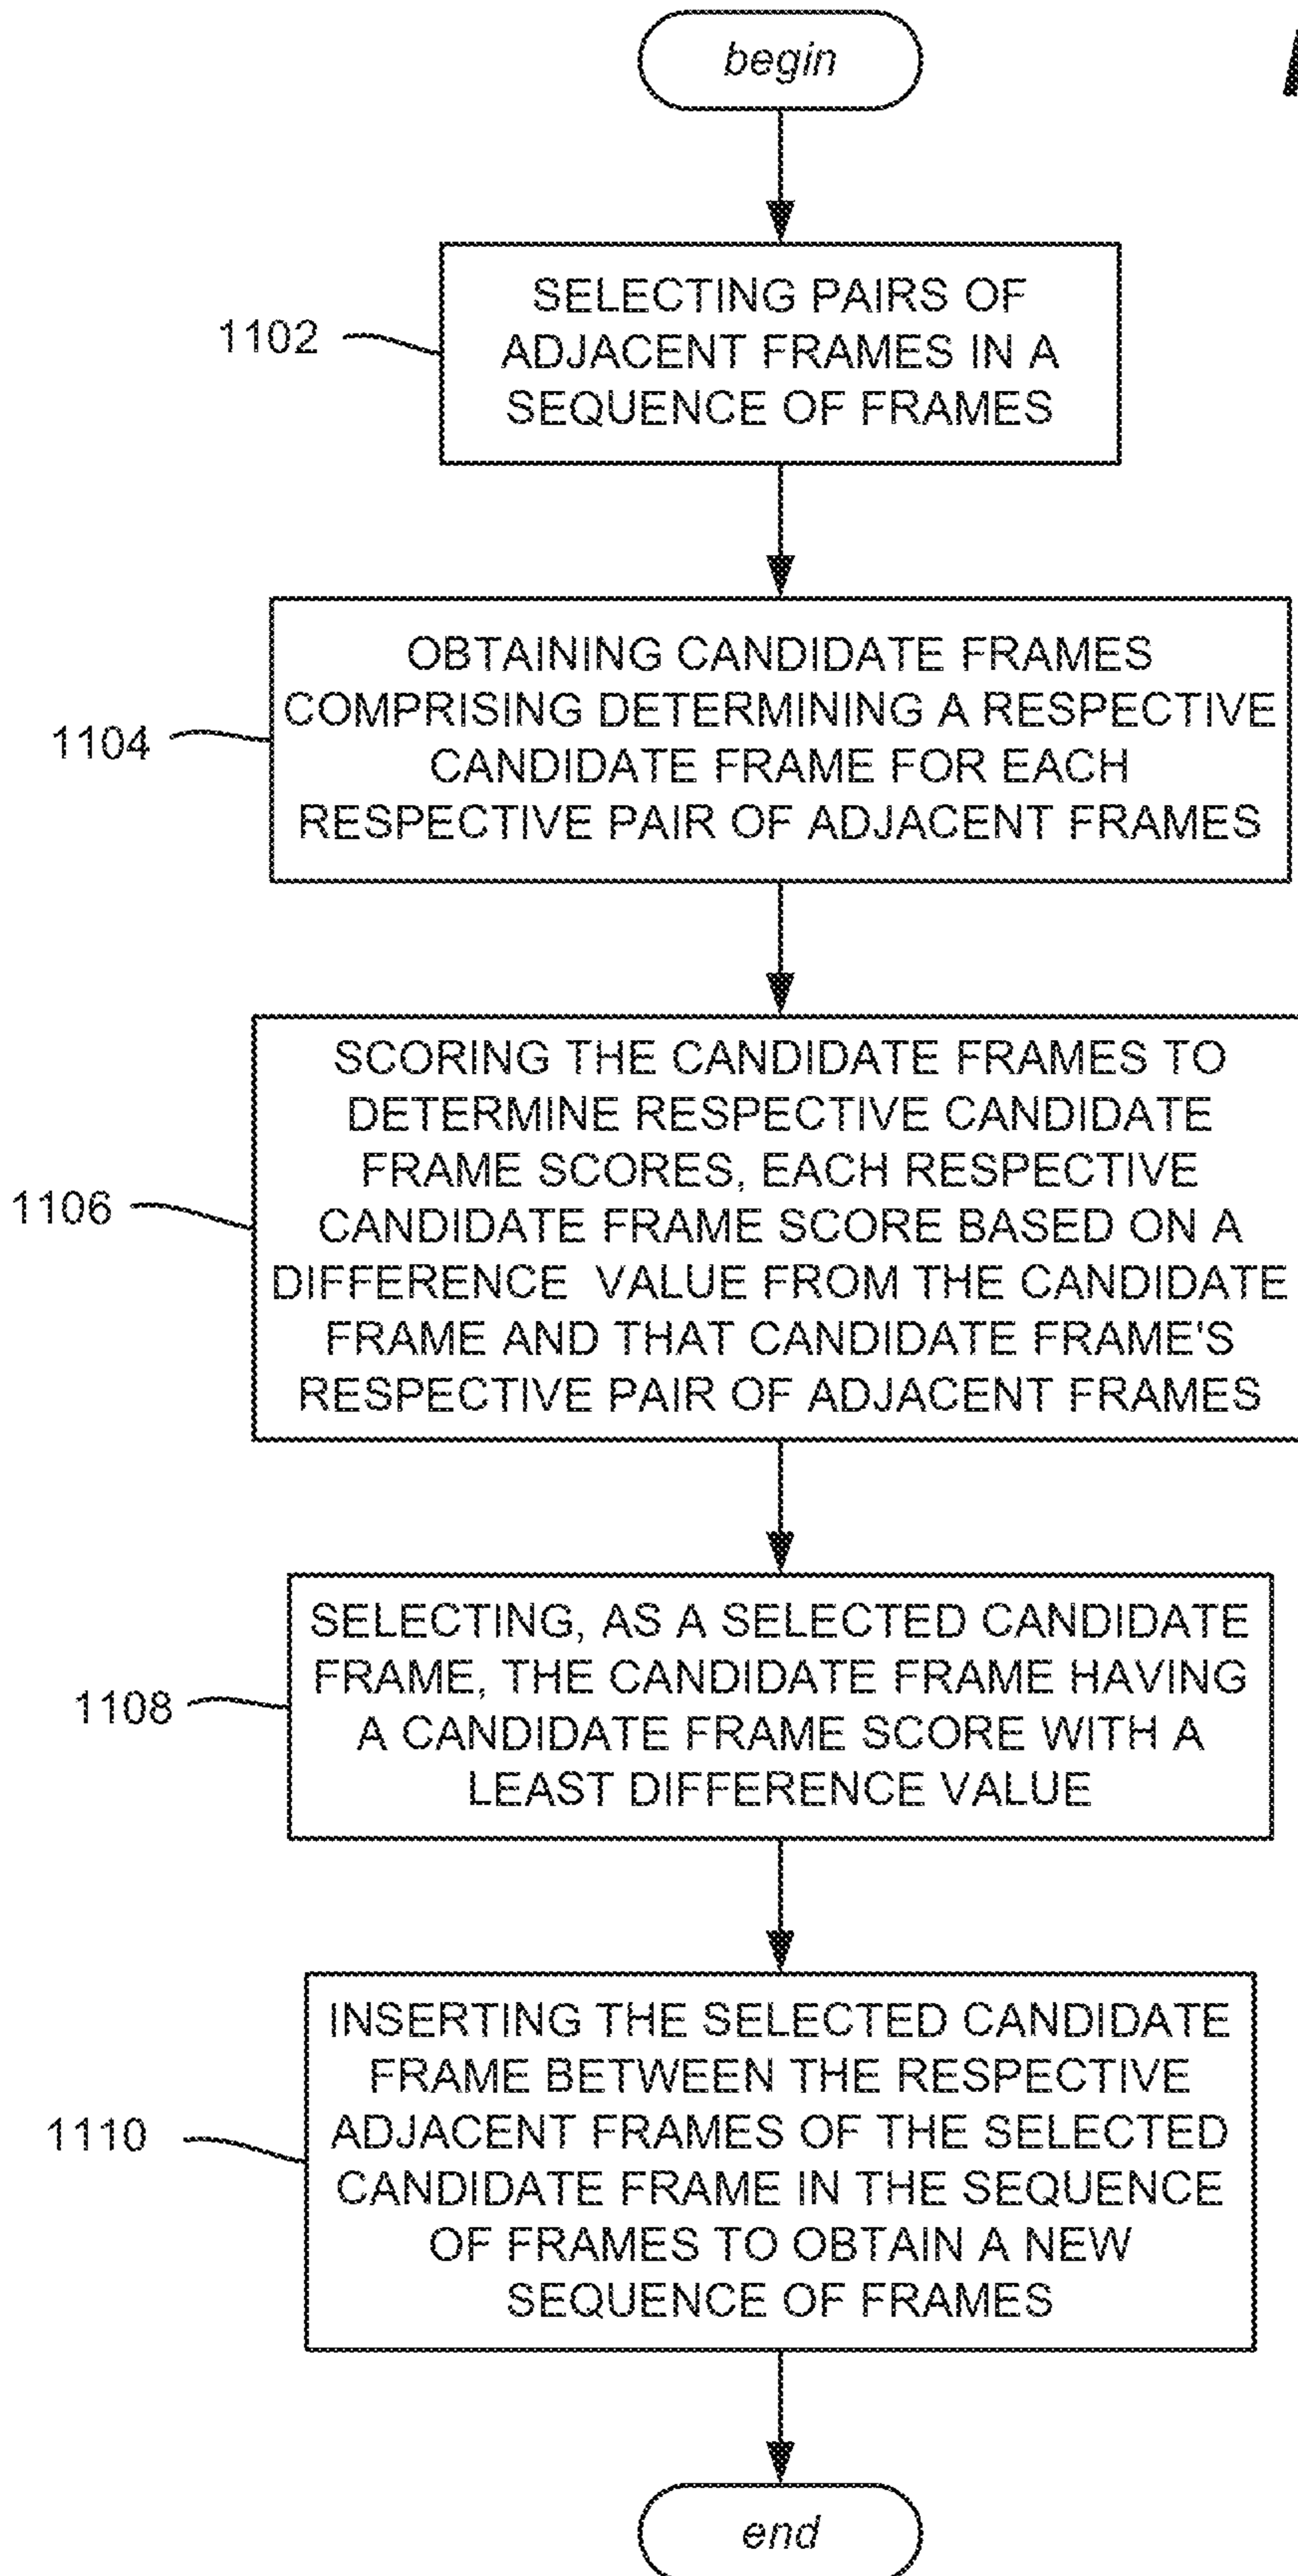 begin
1102
SELECTING PAIRS OF
ADJACENT FRAMES IN A
SEQUENCE OF FRAMES
1104
OBTAINING CANDIDATE FRAMES
COMPRISING DETERMINING A RESPECTIVE
CANDIDATE FRAME FOR EACH
RESPECTIVE PAIR OF ADJACENT FRAMES
1106
SCORING THE CANDIDATE FRAMES TO
DETERMINE RESPECTIVE CANDIDATE
FRAME SCORES, EACH RESPECTIVE
CANDIDATE FRAME SCORE BASED ON A
DIFFERENCE VALUE FROM THE CANDIDATE
FRAME AND THAT CANDIDATE FRAME'S
RESPECTIVE PAIR OF ADJACENT FRAMES
1108
SELECTING, AS A SELECTED CANDIDATE
FRAME, THE CANDIDATE FRAME HAVING
A CANDIDATE FRAME SCORE WITH A
LEAST DIFFERENCE VALUE
1110
INSERTING THE SELECTED CANDIDATE
FRAME BETWEEN THE RESPECTIVE
ADJACENT FRAMES OF THE SELECTED
CANDIDATE FRAME IN THE SEQUENCE
OF FRAMES TO OBTAIN A NEW
SEQUENCE OF FRAMES
end